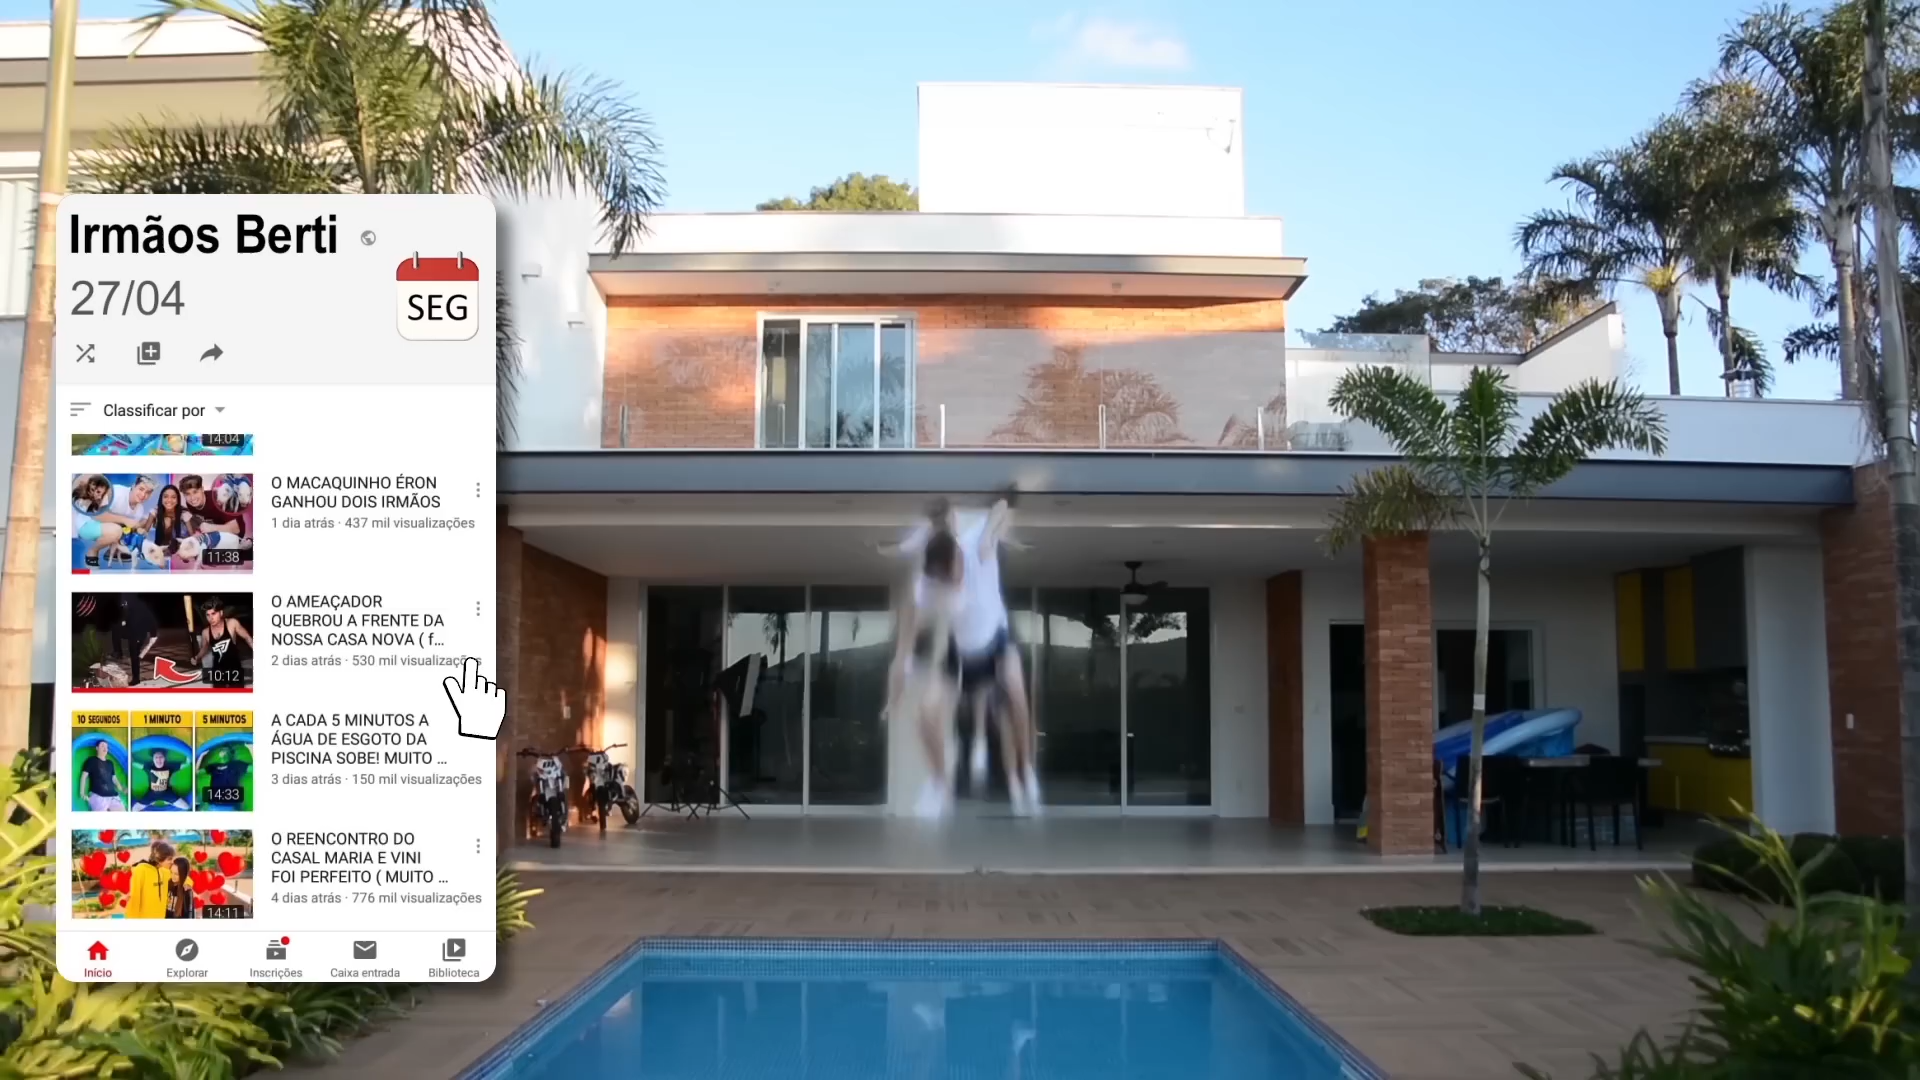 Irmãos Berti
27/04
SEG
Classificar por
14:04
O MACAQUINHO ÉRON
GANHOU DOIS IRMÃOS
1 dia atrás · 437 mil visualizações
11:38
O AMEAÇADOR
QUEBROU A FRENTE DA
NOSSA CASA NOVA ( f...
2 dias atrás · 530 mil visualizações
10:12
10 SEGUNDOS
1 MINUTO
5 MINUTOS
A CADA 5 MINUTOS A
ÁGUA DE ESGOTO DA
PISCINA SOBE! MUITO ...
3 dias atrás · 150 mil visualizações
14:33
O REENCONTRO DO
CASAL MARIA E VINI
FOI PERFEITO ( MUITO ...
4 dias atrás · 776 mil visualizações
14:11
Início
Explorar
Inscrições
Caixa entrada
Biblioteca